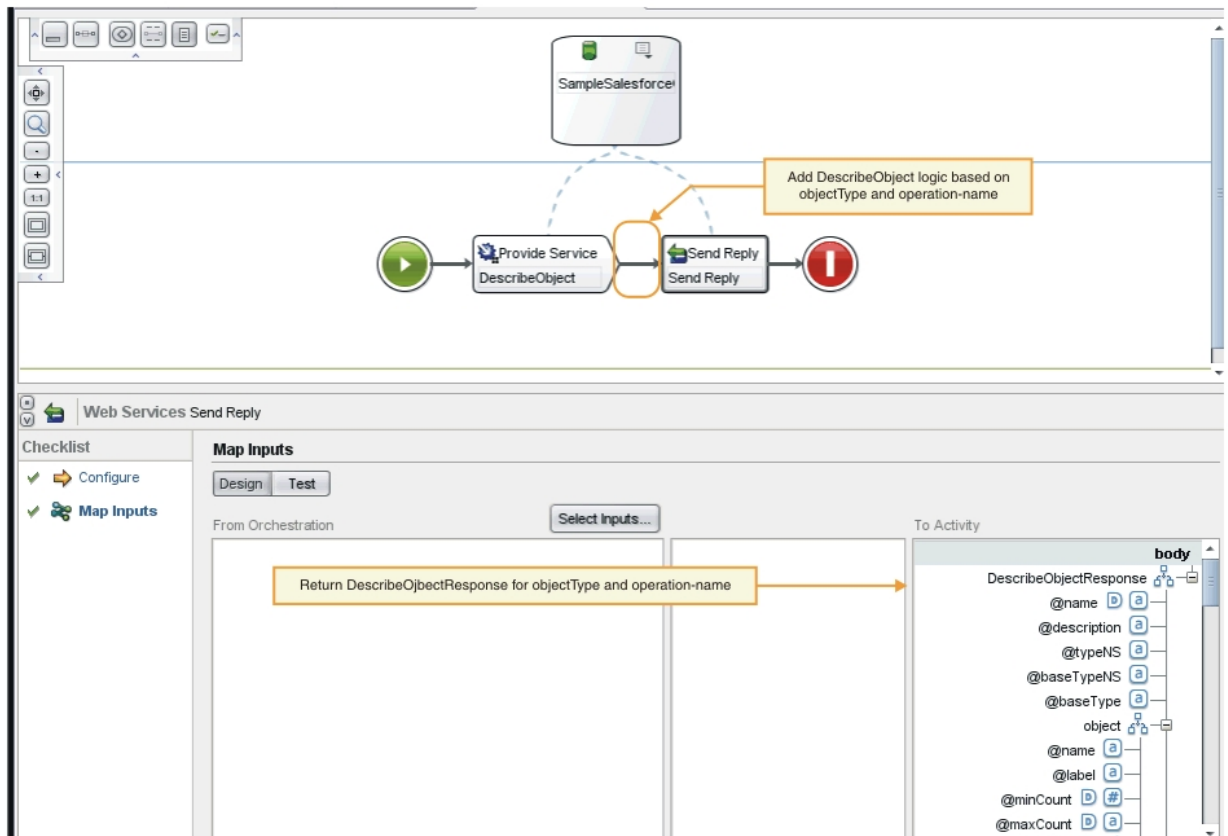 SampleSalesforce
Add DescribeObject logic based on
objectType and operation-name
1:1
Provide Service
DescribeObject
Send Reply
Send Reply
Web Services Send Reply
Checklist
Configure
Map Inputs
Map Inputs
Design
Test
From Orchestration
Select Inputs...
To Activity
body
Return DescribeOjbectResponse for objectType and operation-name
DescribeObjectResponse
@name D a
@description a
@typeNS a
@baseTypeNS a
@baseType a
object
@name a
@label a
@minCount D #
@maxCount D a